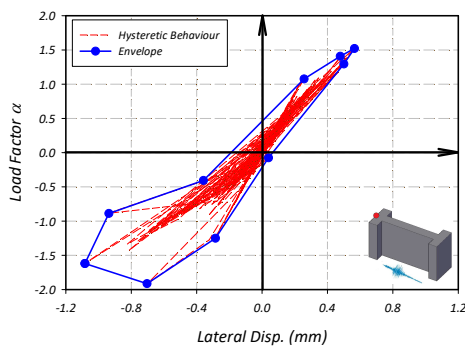 Hysteretic Behaviour
Envelope
Load Factor α
2.0
1.5
1.0
0.5
0.0
-0.5
-1.0
-1.5
-2.0
-1.2 -0.8 -0.4 0.0 0.4 0.8 1.2
Lateral Disp. (mm)